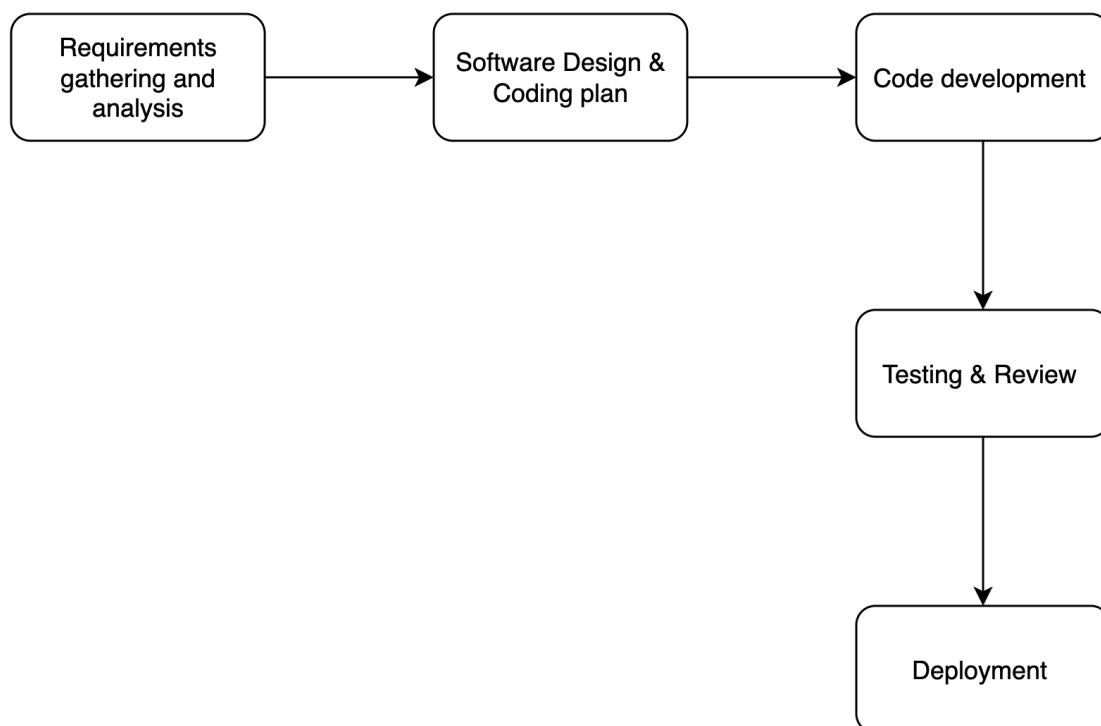 Requirements
gathering and
analysis
Software Design &
Coding plan
Code development
Testing & Review
Deployment